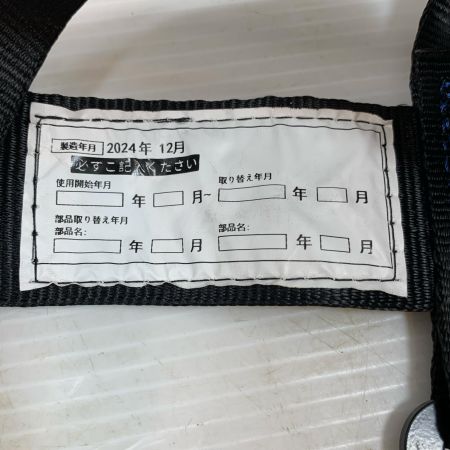 製造年月 2024年 12月
必ずご記入ください
使用開始年月 年 月~ 取り替え年月 年 月
部品取り替え年月
部品名: 年 月 部品名: 年 月